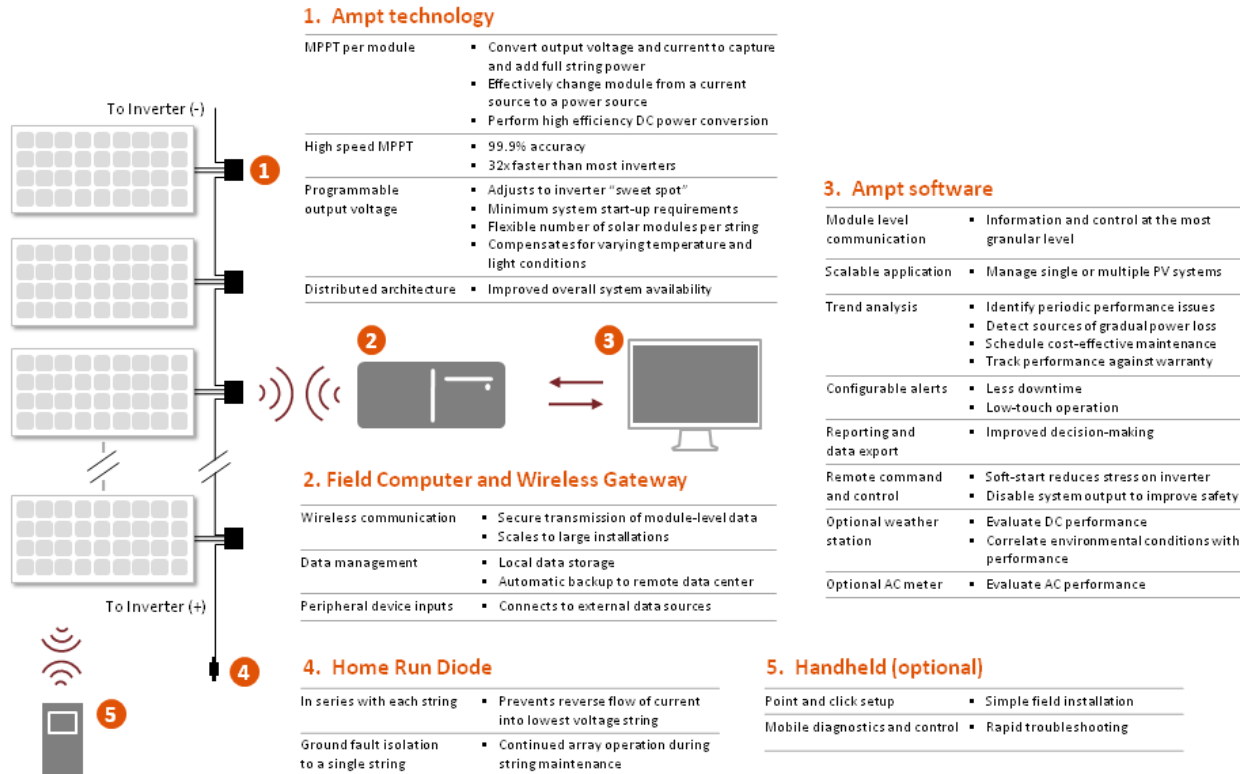 1. Ampt technology
MPPT per module
▪ Convert output voltage and current to capture
and add full string power
▪ Effectively change module from a current
source to a power source
▪ Perform high efficiency DC power conversion
High speed MPPT
▪ 99.9% accuracy
▪ 32x faster than most inverters
Programmable
output voltage
▪ Adjusts to inverter “sweet spot”
▪ Minimum system start-up requirements
▪ Flexible number of solar modules per string
▪ Compensates for varying temperature and
light conditions
Distributed architecture
▪ Improved overall system availability
To Inverter (-)
1
2
3
3. Ampt software
Module level
communication
▪ Information and control at the most
granular level
Scalable application
▪ Manage single or multiple PV systems
Trend analysis
▪ Identify periodic performance issues
▪ Detect sources of gradual power loss
▪ Schedule cost-effective maintenance
▪ Track performance against warranty
Configurable alerts
▪ Less downtime
▪ Low-touch operation
Reporting and
data export
▪ Improved decision-making
Remote command
and control
▪ Soft-start reduces stress on inverter
▪ Disable system output to improve safety
Optional weather
station
▪ Evaluate DC performance
▪ Correlate environmental conditions with
performance
Optional AC meter
▪ Evaluate AC performance
2. Field Computer and Wireless Gateway
Wireless communication
▪ Secure transmission of module-level data
▪ Scales to large installations
Data management
▪ Local data storage
▪ Automatic backup to remote data center
Peripheral device inputs
▪ Connects to external data sources
To Inverter (+)
4
5
4. Home Run Diode
In series with each string
▪ Prevents reverse flow of current
into lowest voltage string
Ground fault isolation
to a single string
▪ Continued array operation during
string maintenance
5. Handheld (optional)
Point and click setup
▪ Simple field installation
Mobile diagnostics and control
▪ Rapid troubleshooting